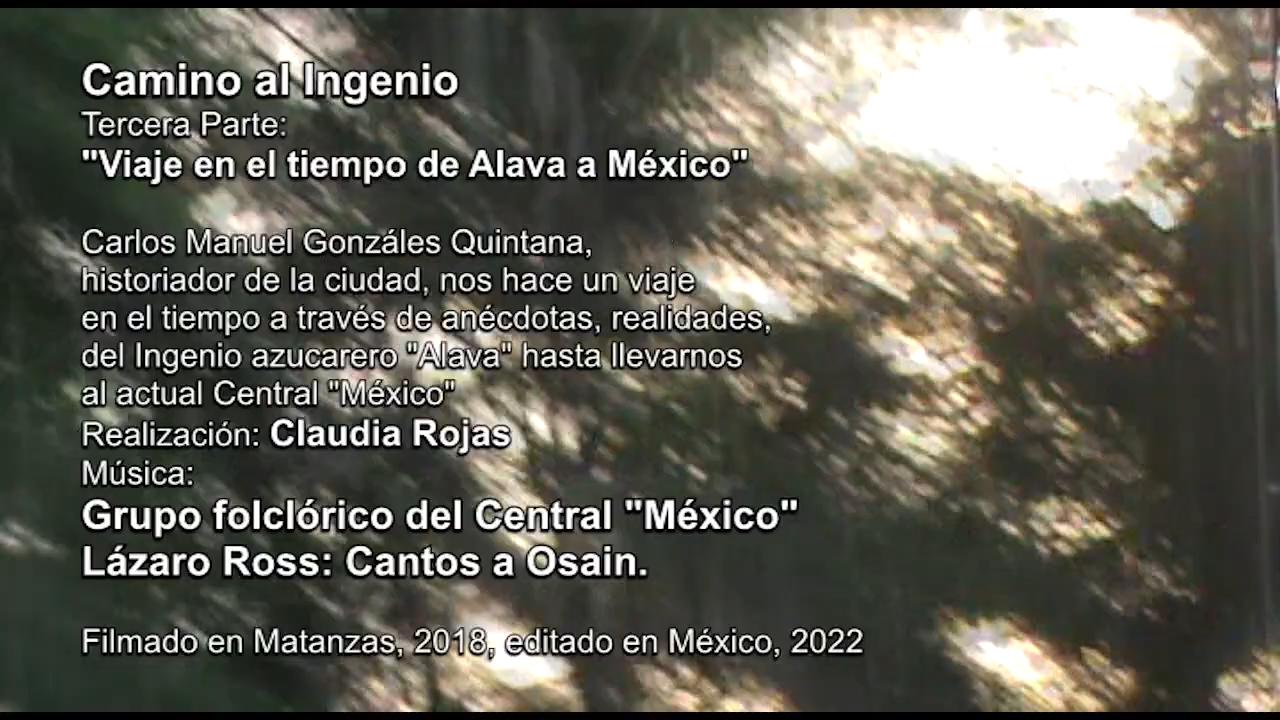 Camino al Ingenio
Tercera Parte:
"Viaje en el tiempo de Alava a México"
Carlos Manuel Gonzáles Quintana,
historiador de la ciudad, nos hace un viaje
en el tiempo a través de anécdotas, realidades,
del Ingenio azucarero "Alava" hasta llevarnos
al actual Central "México"
Realización: Claudia Rojas
Música:
Grupo folclórico del Central "México"
Lázaro Ross: Cantos a Osain.
Filmado en Matanzas, 2018, editado en México, 2022